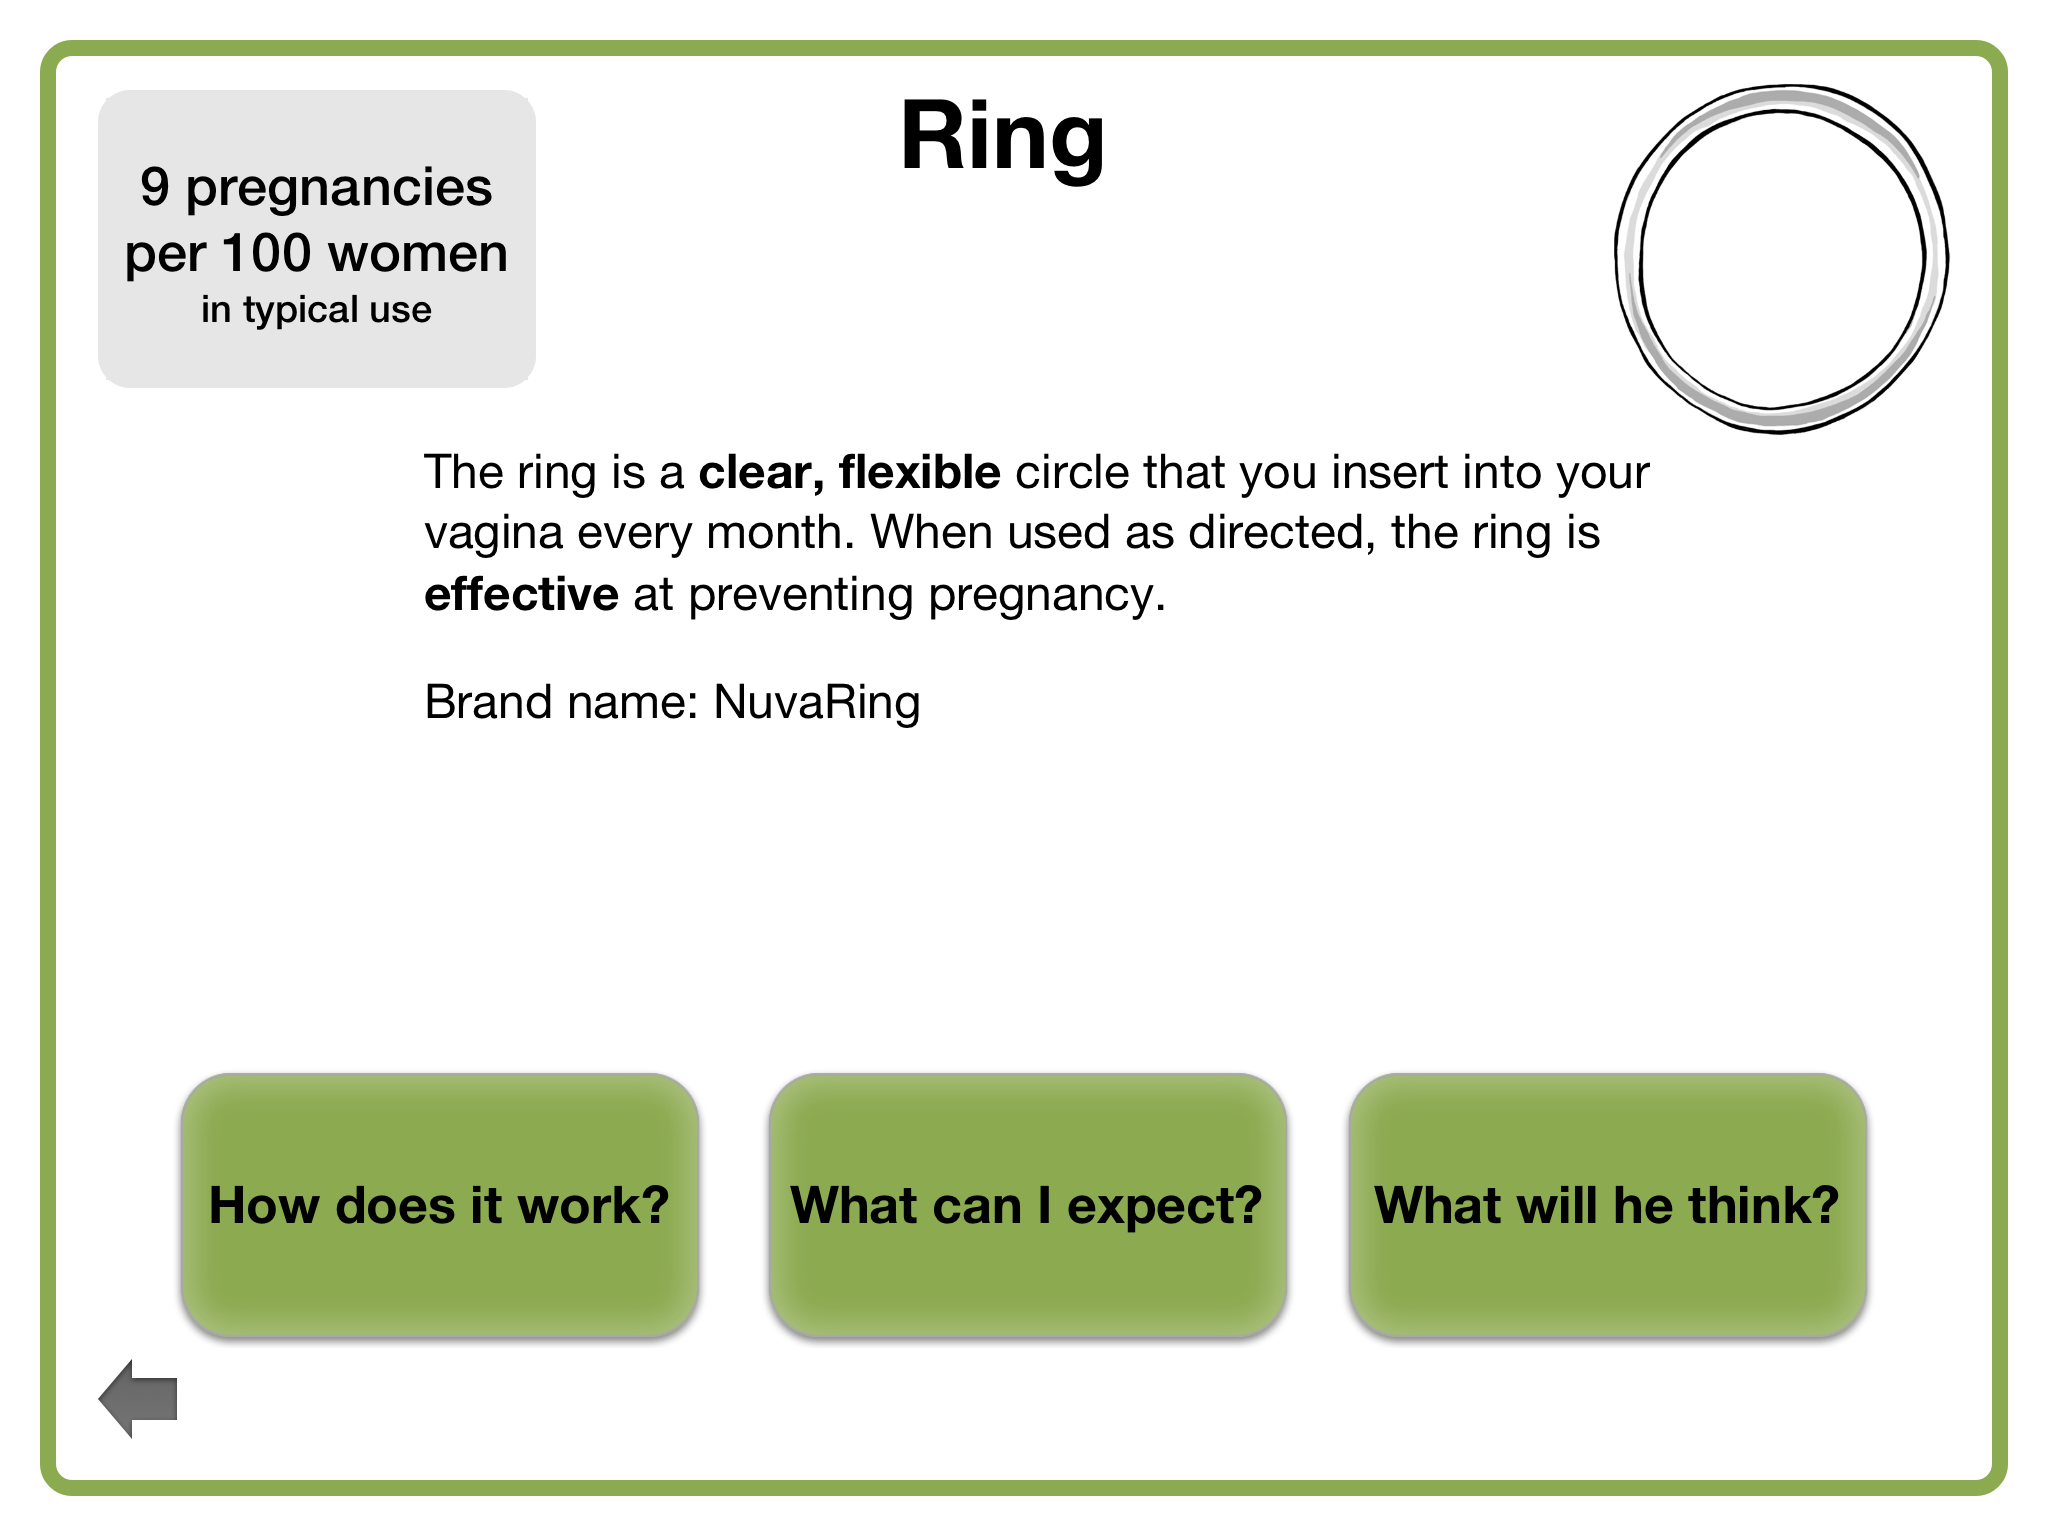 Ring
9 pregnancies
per 100 women
in typical use
The ring is a clear, flexible circle that you insert into your
vagina every month. When used as directed, the ring is
effective at preventing pregnancy.
Brand name: NuvaRing
How does it work?
What can I expect?
What will he think?